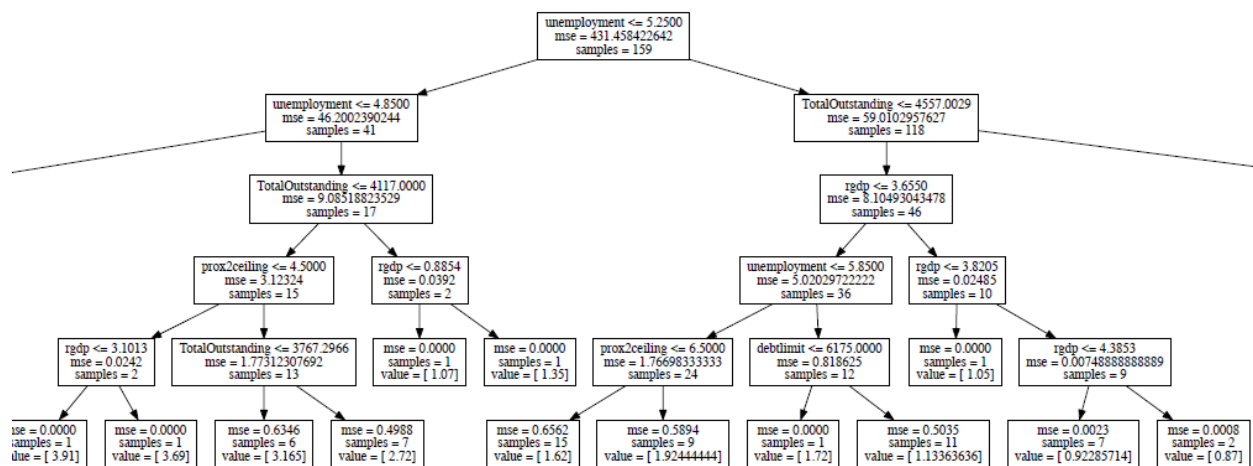 unemployment <= 5.2500
mse = 431.458422642
samples = 159
unemployment <= 4.8500
mse = 46.2002390244
samples = 41
TotalOutstanding <= 4557.0029
mse = 59.0102957627
samples = 118
TotalOutstanding <= 4117.0000
mse = 9.08518823529
samples = 17
rgdp <= 3.6550
mse = 8.10493043478
samples = 46
prox2ceiling <= 4.5000
mse = 3.12324
samples = 15
rgdp <= 0.8854
mse = 0.0392
samples = 2
unemployment <= 5.8500
mse = 5.02029722222
samples = 36
rgdp <= 3.8205
mse = 0.02485
samples = 10
rgdp <= 3.1013
mse = 0.0242
samples = 2
TotalOutstanding <= 3767.2966
mse = 1.77312307692
samples = 13
mse = 0.0000
samples = 1
value = [ 1.07]
mse = 0.0000
samples = 1
value = [ 1.35]
prox2ceiling <= 6.5000
mse = 1.76698333333
samples = 24
debtlimit <= 6175.0000
mse = 0.818625
samples = 12
mse = 0.0000
samples = 1
value = [ 1.05]
rgdp <= 4.3853
mse = 0.00748888888889
samples = 9
mse = 0.0000
samples = 1
value = [ 3.91]
mse = 0.0000
samples = 1
value = [ 3.69]
mse = 0.6346
samples = 6
value = [ 3.165]
mse = 0.4988
samples = 7
value = [ 2.72]
mse = 0.6562
samples = 15
value = [ 1.62]
mse = 0.5894
samples = 9
value = [ 1.92444444]
mse = 0.0000
samples = 1
value = [ 1.72]
mse = 0.5035
samples = 11
value = [ 1.13363636]
mse = 0.0023
samples = 7
value = [ 0.92285714]
mse = 0.0008
samples = 2
value = [ 0.87]